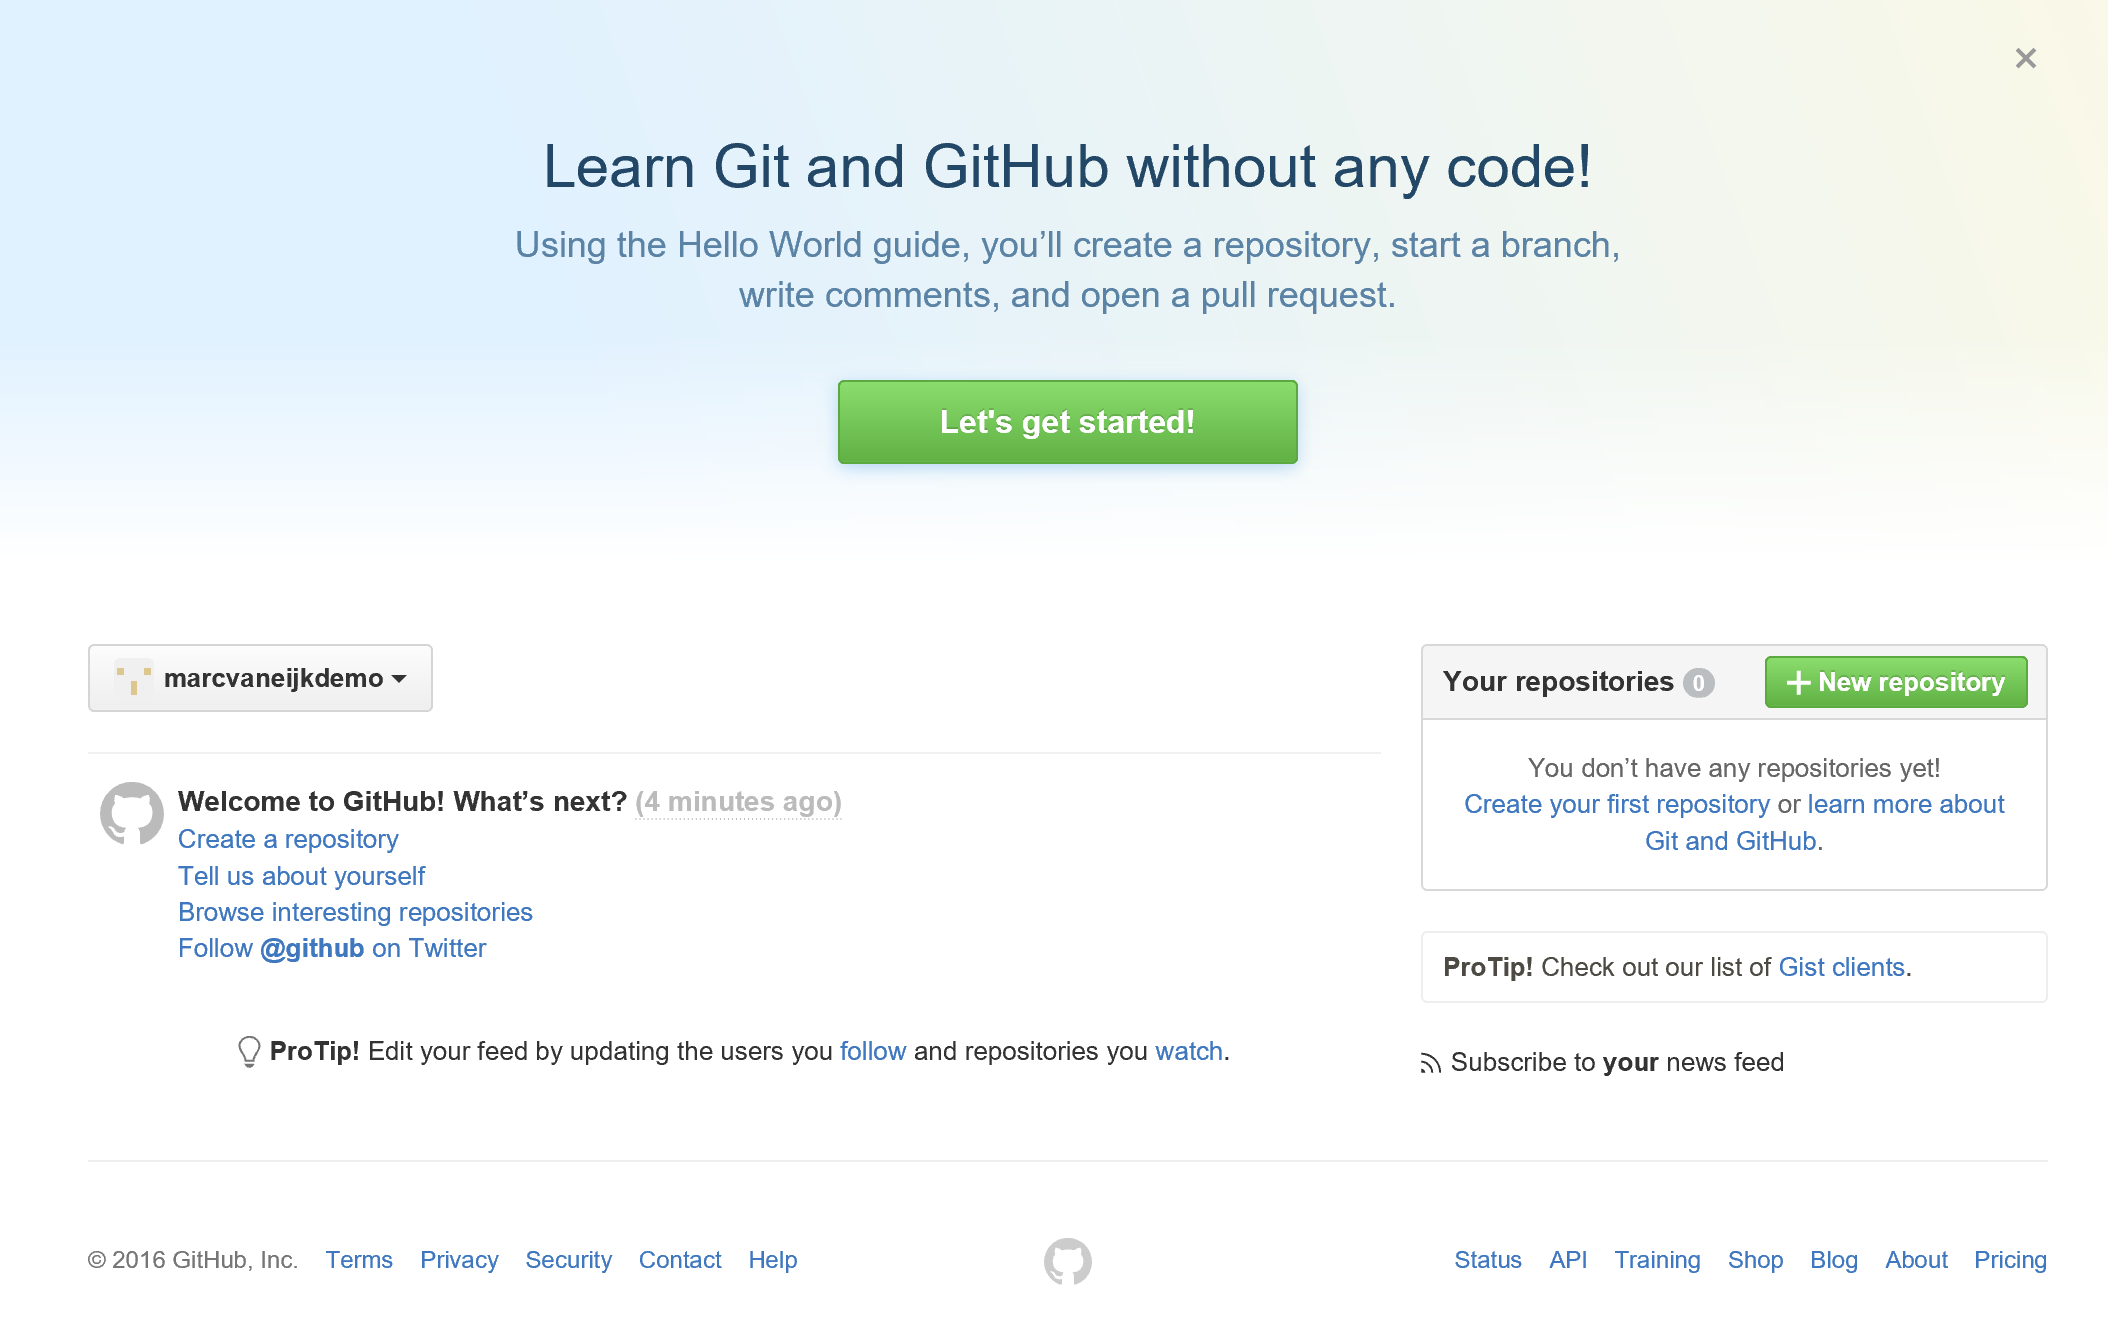 Learn Git and GitHub without any code!
Using the Hello World guide, you’ll create a repository, start a branch,
write comments, and open a pull request.
Let's get started!
marcvaneijkdemo
Welcome to GitHub! What’s next? (4 minutes ago)
Create a repository
Tell us about yourself
Browse interesting repositories
Follow @github on Twitter
ProTip! Edit your feed by updating the users you follow and repositories you watch.
Your repositories 0
New repository
You don’t have any repositories yet!
Create your first repository or learn more about
Git and GitHub.
ProTip! Check out our list of Gist clients.
Subscribe to your news feed
© 2016 GitHub, Inc. Terms Privacy Security Contact Help
Status API Training Shop Blog About Pricing